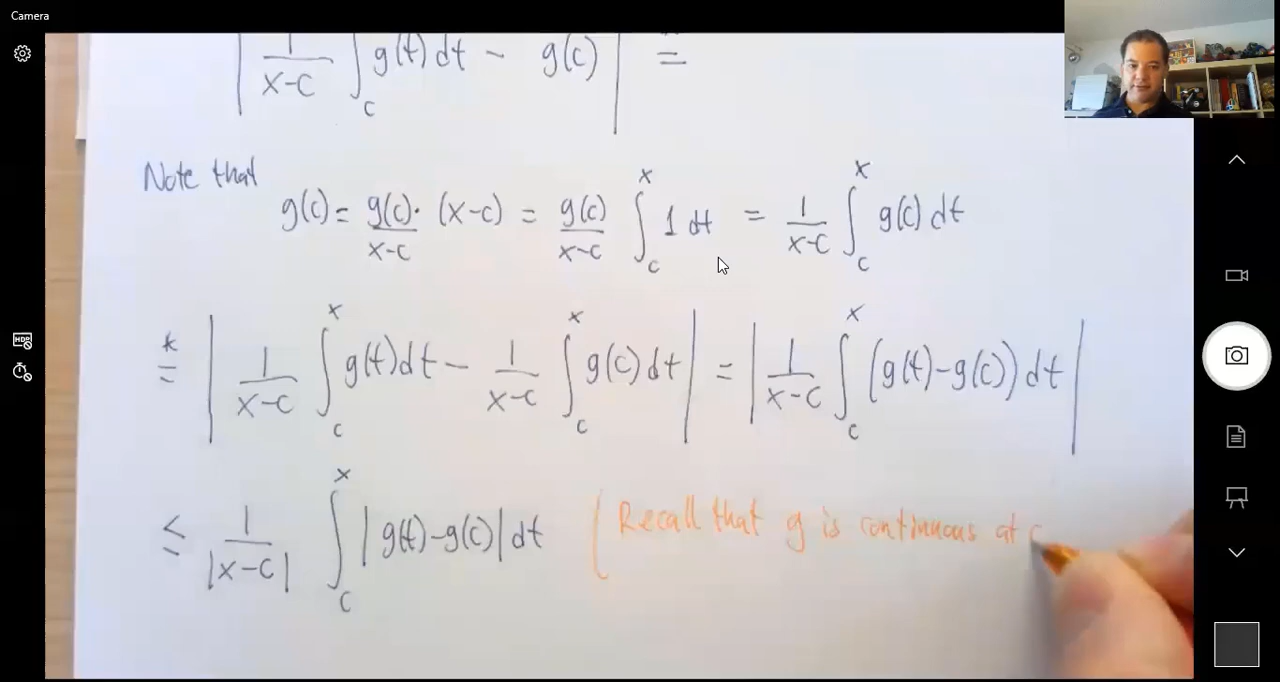 Camera
| 1/(x-c) ∫_c g(t) dt - g(c) | =
Note that
g(c) = g(c)/(x-c) · (x-c) = g(c)/(x-c) ∫_c^x 1 dt = 1/(x-c) ∫_c^x g(c) dt
*= | 1/(x-c) ∫_c^x g(t) dt - 1/(x-c) ∫_c^x g(c) dt | = | 1/(x-c) ∫_c^x (g(t)-g(c)) dt |
≤ 1/|x-c| ∫_c^x | g(t)-g(c) | dt ( Recall that g is continuous at c
HDR